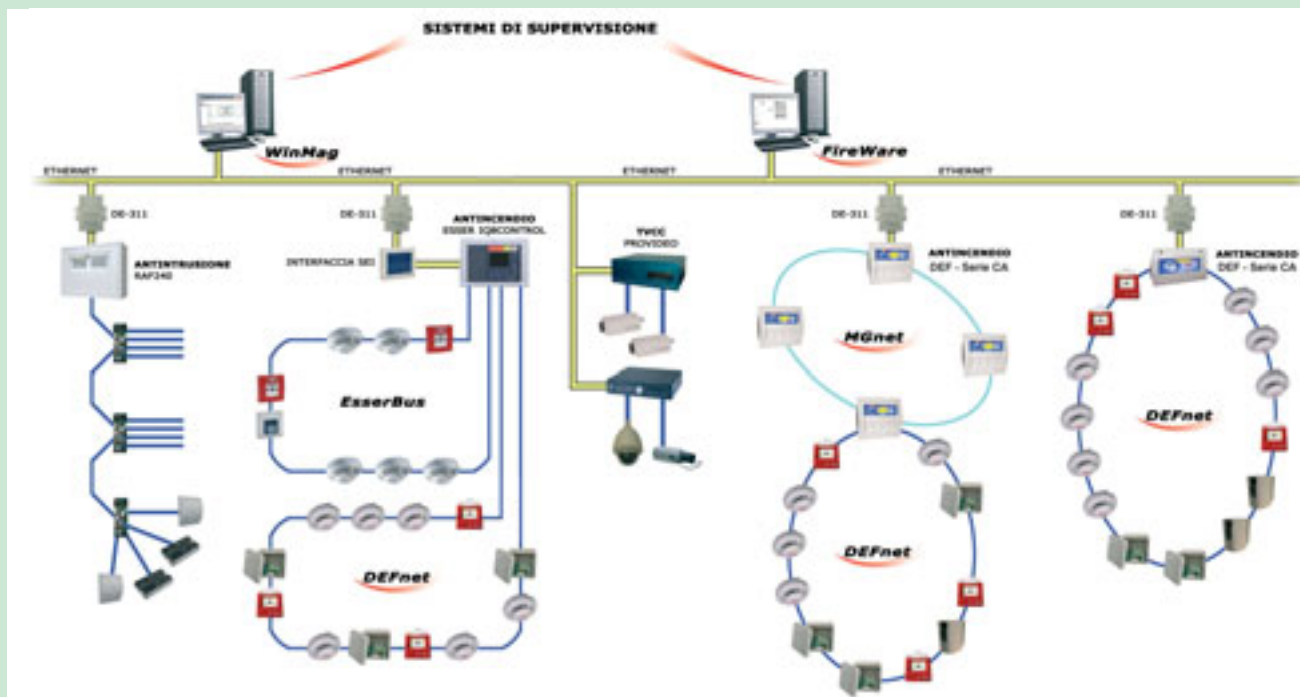 SISTEMI DI SUPERVISIONE
WinMag
FireWare
ETHERNET
ETHERNET
ETHERNET
ETHERNET
DE-311
DE-311
DE-311
DE-311
ANTINTRUSIONE
RAF240
INTERFACCIA SEI
ANTINCENDIO
ESSER IQ8CONTROL
TVCC
PROVIDEO
ANTINCENDIO
DEF - Serie CA
ANTINCENDIO
DEF - Serie CA
MGnet
EsserBus
DEFnet
DEFnet
DEFnet